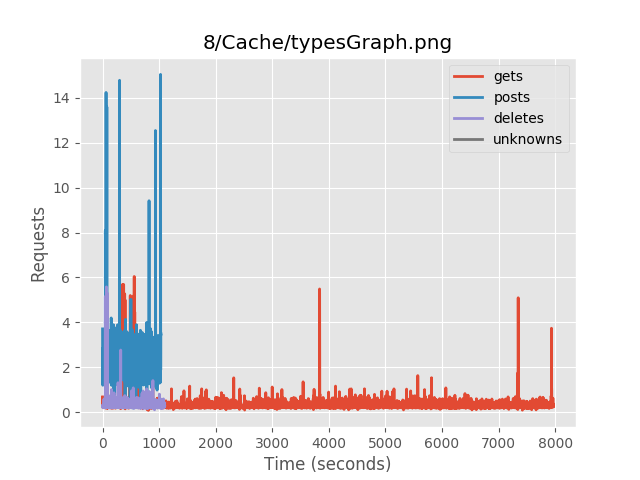 8/Cache/typesGraph.png
gets
posts
deletes
unknowns
Requests
14
12
10
8
6
4
2
0
0 1000 2000 3000 4000 5000 6000 7000 8000
Time (seconds)